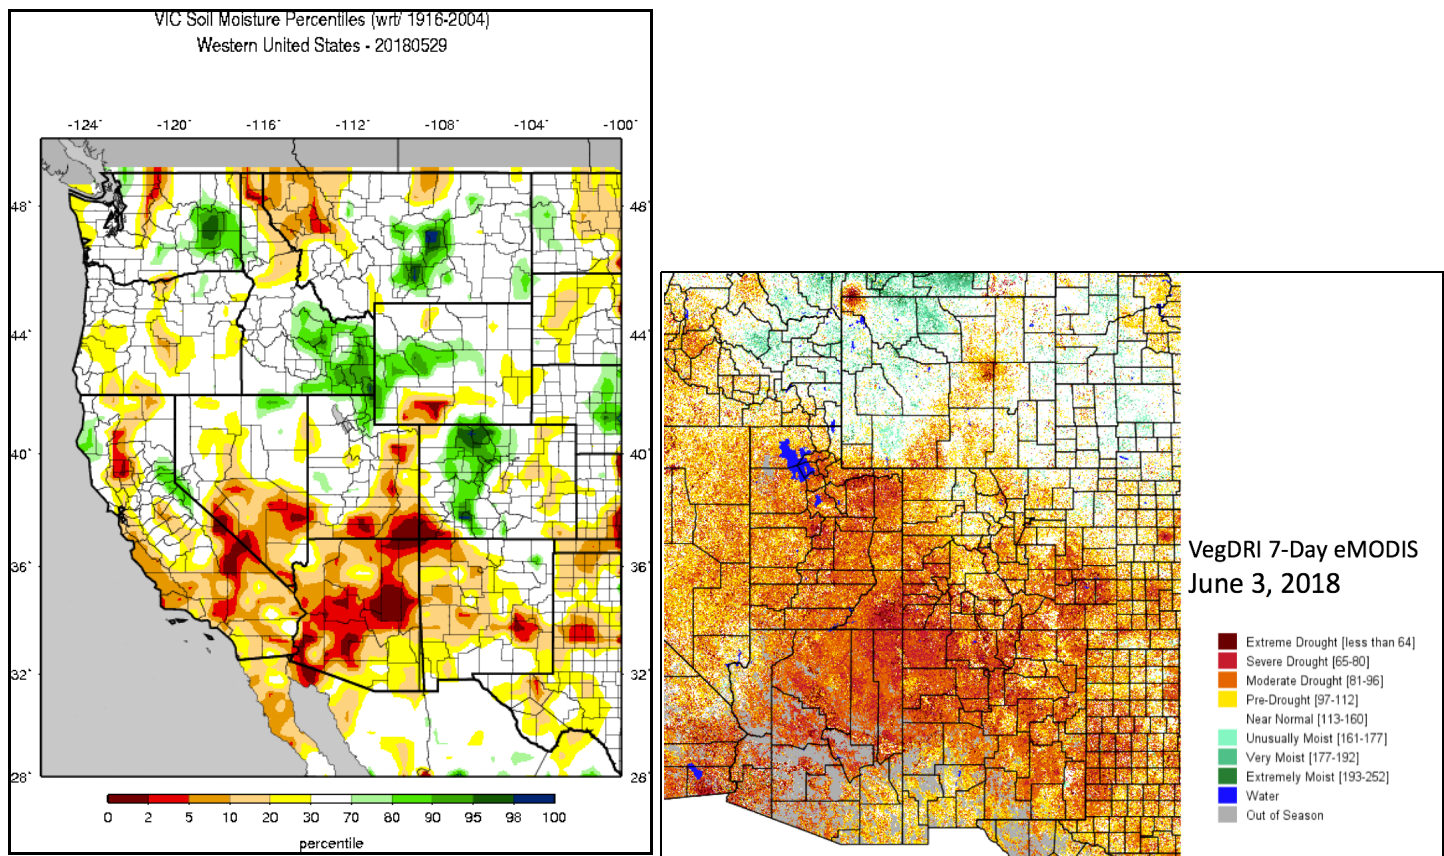 VIC Soil Moisture Percentiles (wrt/ 1916-2004)
Western United States - 20180529
-124˚ -120˚ -116˚ -112˚ -108˚ -104˚ -100˚
48˚ 48˚
44˚ 44˚
40˚ 40˚
36˚ 36˚
32˚ 32˚
28˚ 28˚
0 2 5 10 20 30 70 80 90 95 98 100
percentile
VegDRI 7-Day eMODIS
June 3, 2018
Extreme Drought [less than 64]
Severe Drought [65-80]
Moderate Drought [81-96]
Pre-Drought [97-112]
Near Normal [113-160]
Unusually Moist [161-177]
Very Moist [177-192]
Extremely Moist [193-252]
Water
Out of Season